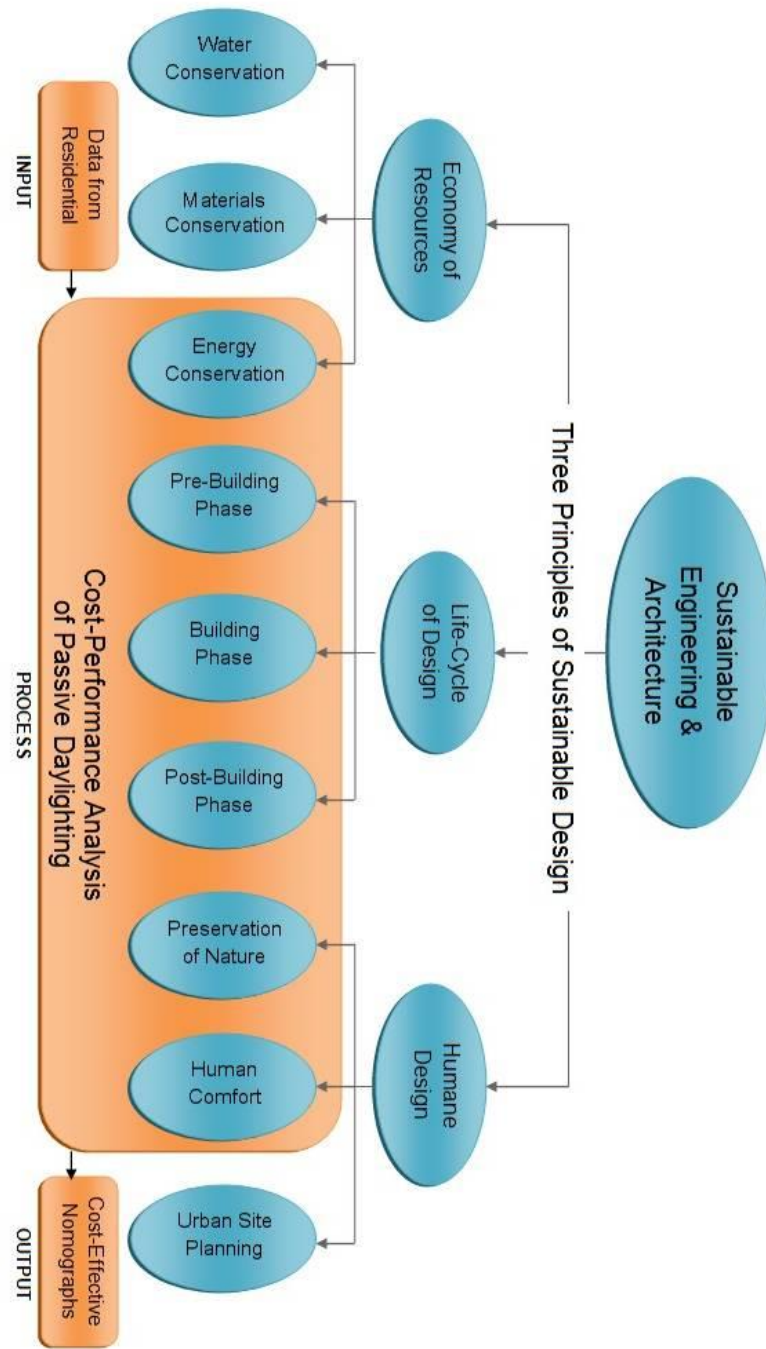 Sustainable
Engineering &
Architecture
Three Principles of Sustainable Design
Economy of
Resources
Life-Cycle
of Design
Humane
Design
Water
Conservation
Materials
Conservation
Energy
Conservation
Pre-Building
Phase
Building
Phase
Post-Building
Phase
Preservation
of Nature
Human
Comfort
Urban Site
Planning
Data from
Residential
Cost-Performance Analysis
of Passive Daylighting
Cost-Effective
Nomographs
INPUT
PROCESS
OUTPUT